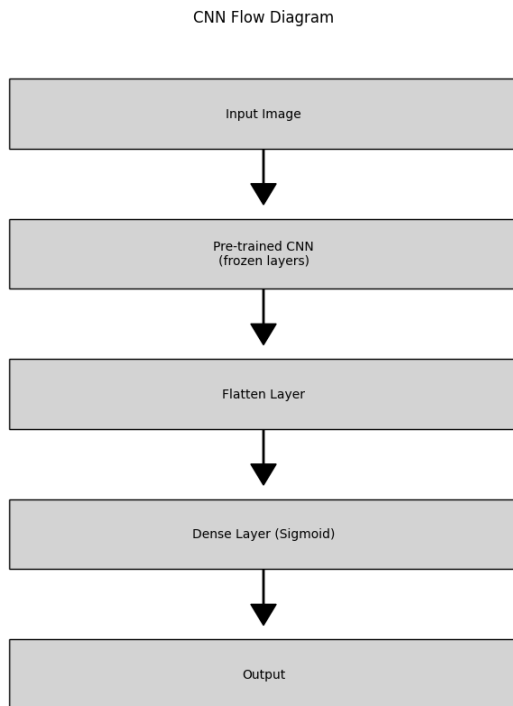 CNN Flow Diagram
Input Image
Pre-trained CNN
(frozen layers)
Flatten Layer
Dense Layer (Sigmoid)
Output